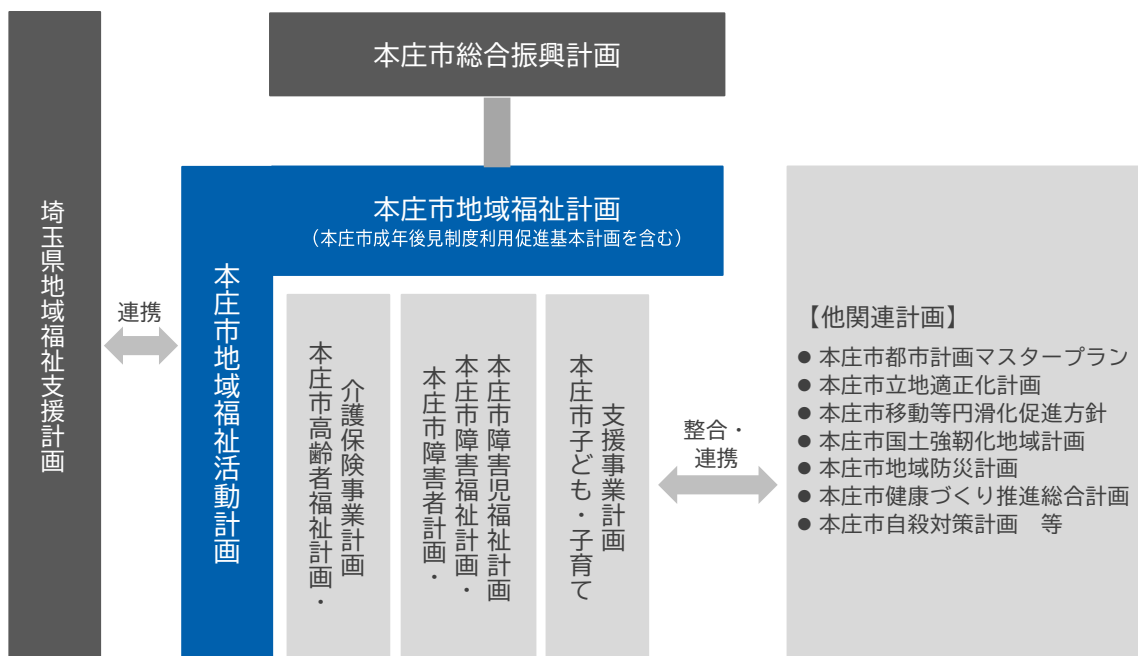 本庄市総合振興計画
埼玉県地域福祉支援計画
連携
本庄市地域福祉計画
（本庄市成年後見制度利用促進基本計画を含む）
本庄市地域福祉活動計画
本庄市高齢者福祉計画・
介護保険事業計画
本庄市障害者計画・
本庄市障害福祉計画・
本庄市障害児福祉計画
本庄市子ども・子育て
支援事業計画
整合・
連携
【他関連計画】
● 本庄市都市計画マスタープラン
● 本庄市立地適正化計画
● 本庄市移動等円滑化促進方針
● 本庄市国土強靭化地域計画
● 本庄市地域防災計画
● 本庄市健康づくり推進総合計画
● 本庄市自殺対策計画　等